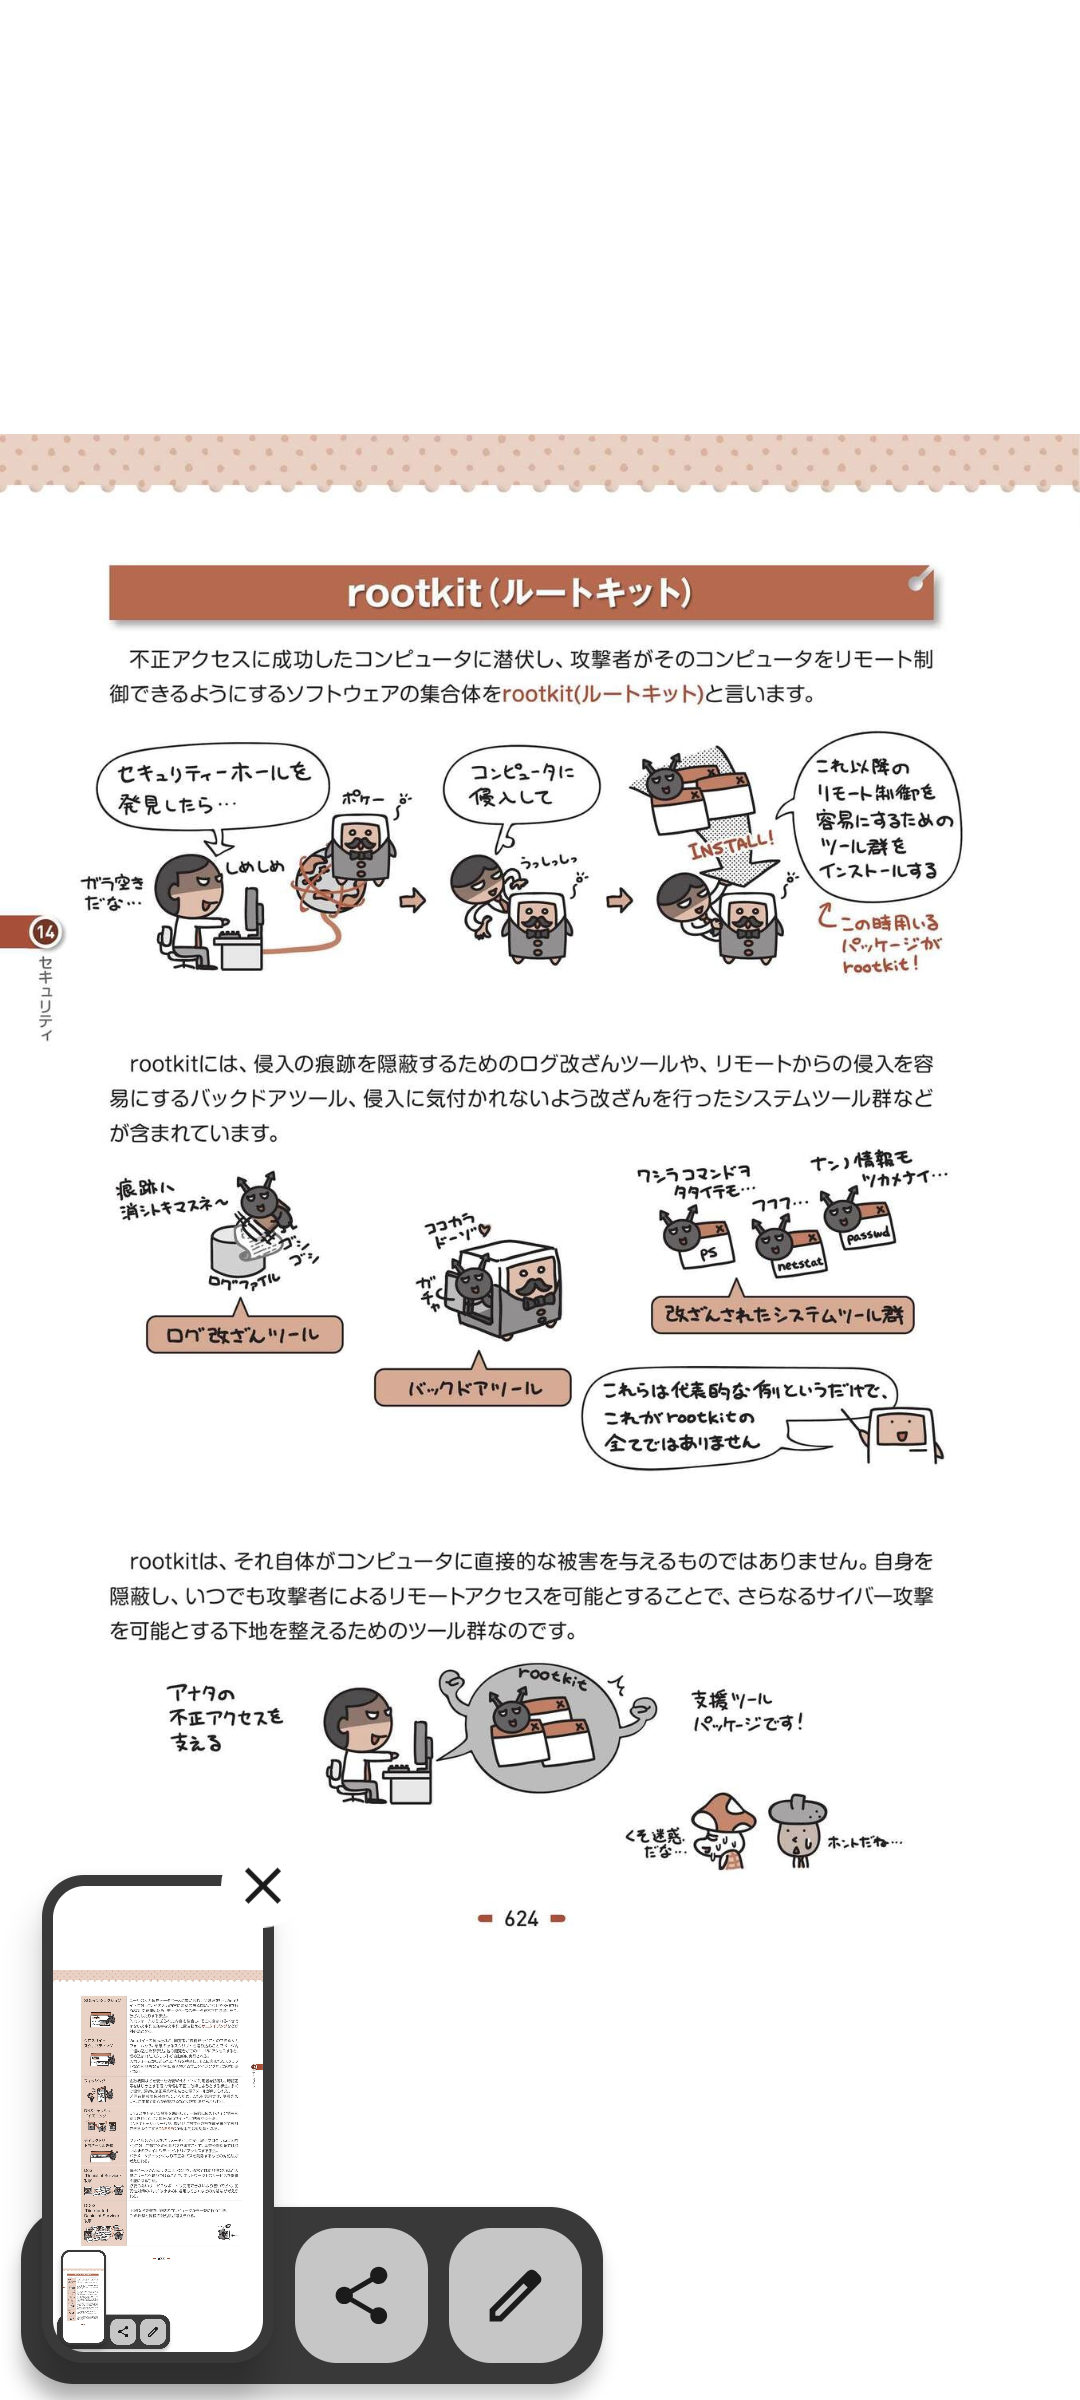 rootkit(ルートキット)
不正アクセスに成功したコンピュータに潜伏し、攻撃者がそのコンピュータをリモート制
御できるようにするソフトウェアの集合体をrootkit(ルートキット)と言います。
セキュリティーホールを
発見したら…
ポケー
しめしめ
ガラ空き
だな…
コンピュータに
侵入して
うっしっしっ
INSTALL!
これ以降の
リモート制御を
容易にするための
ツール群を
インストールする
この時用いる
パッケージが
rootkit!
14
セキュリティ
rootkitには、侵入の痕跡を隠蔽するためのログ改ざんツールや、リモートからの侵入を容
易にするバックドアツール、侵入に気付かれないよう改ざんを行ったシステムツール群など
が含まれています。
痕跡ハ
消シトキマスネ〜
ゴシ
ゴシ
ログファイル
ログ改ざんツール
ココカラ
ドーゾ♥
ガチャ
バックドアツール
ワシラコマンドヲ
タタイテモ…
フフフ…
ナンノ情報モ
ツカメナイ…
PS
netstat
passwd
改ざんされたシステムツール群
これらは代表的な例というだけで、
これがrootkitの
全てではありません
rootkitは、それ自体がコンピュータに直接的な被害を与えるものではありません。自身を
隠蔽し、いつでも攻撃者によるリモートアクセスを可能とすることで、さらなるサイバー攻撃
を可能とする下地を整えるためのツール群なのです。
アナタの
不正アクセスを
支える
rootkit
支援ツール
パッケージです!
くそ迷惑
だな…
ホントだね…
624